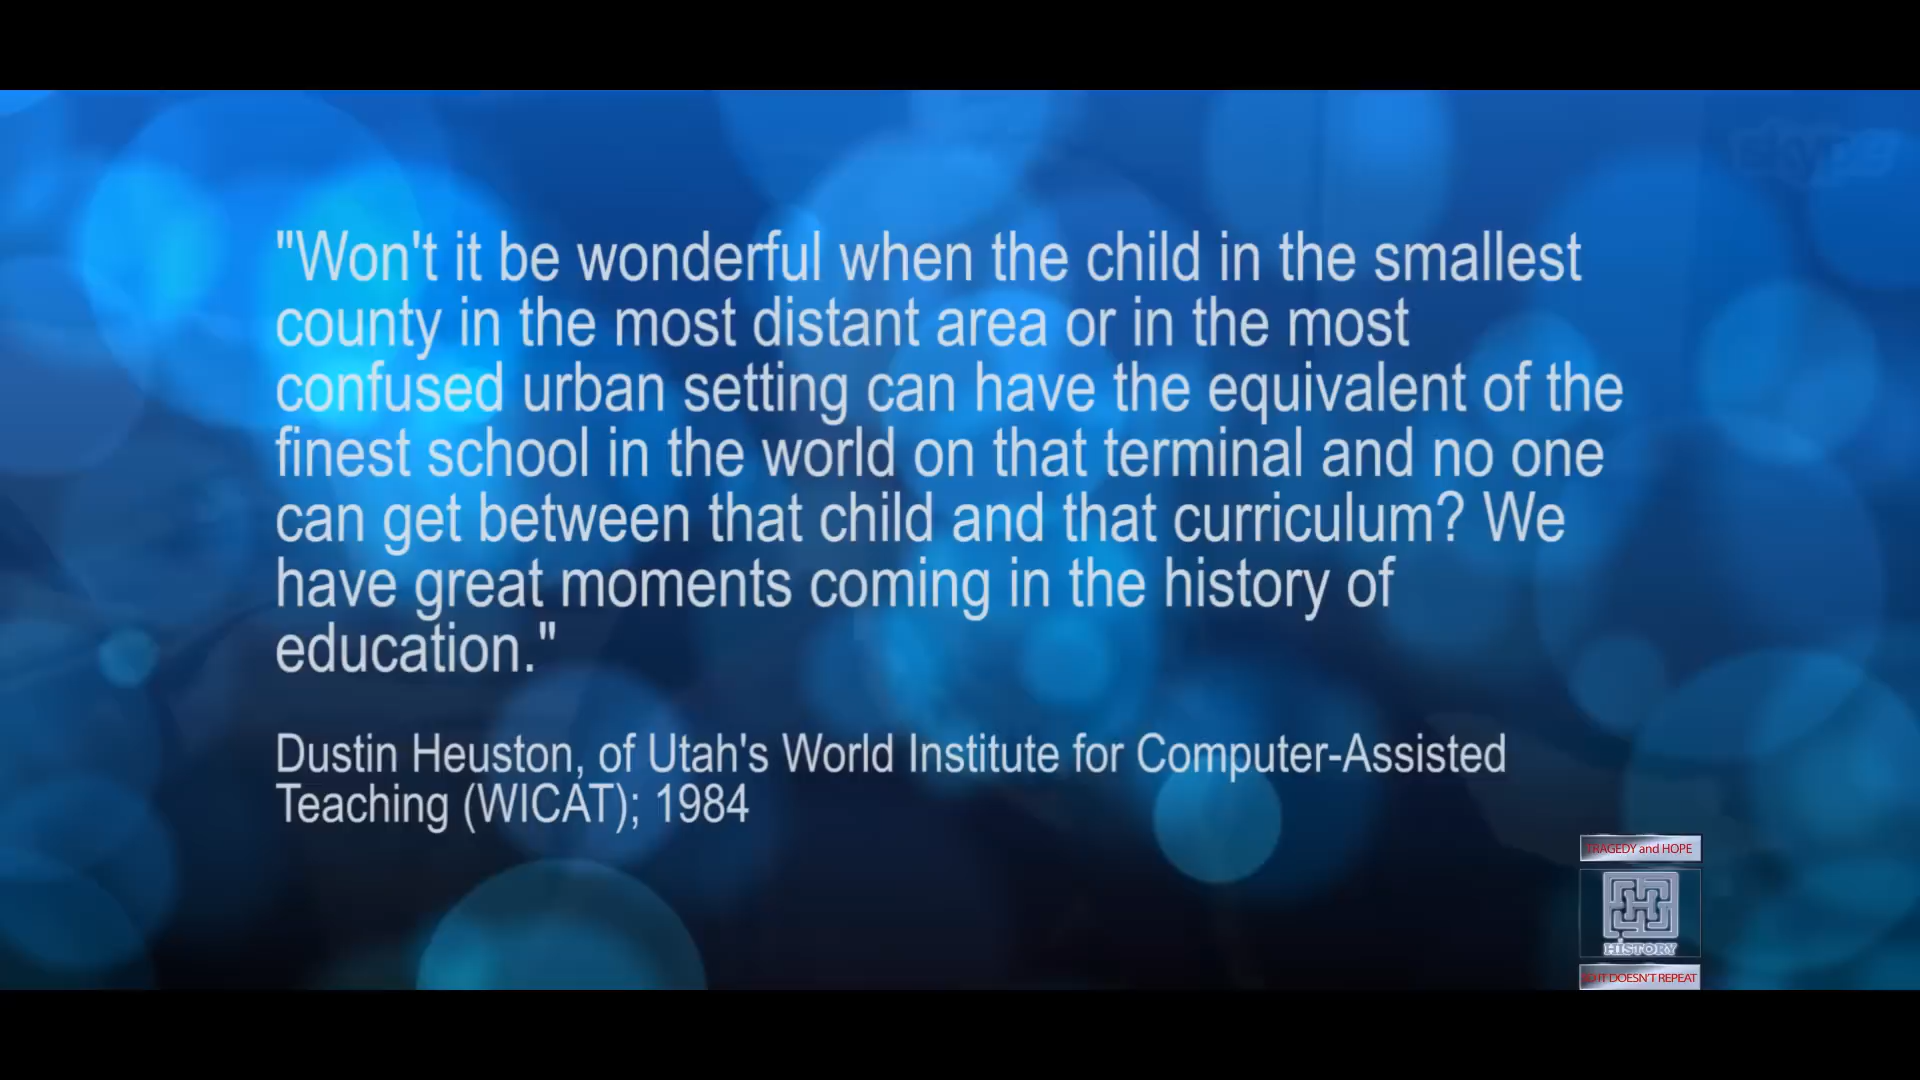 "Won't it be wonderful when the child in the smallest
county in the most distant area or in the most
confused urban setting can have the equivalent of the
finest school in the world on that terminal and no one
can get between that child and that curriculum? We
have great moments coming in the history of
education."
Dustin Heuston, of Utah's World Institute for Computer-Assisted
Teaching (WICAT); 1984
skype
TRAGEDY and HOPE
HISTORY
SO IT DOESN'T REPEAT